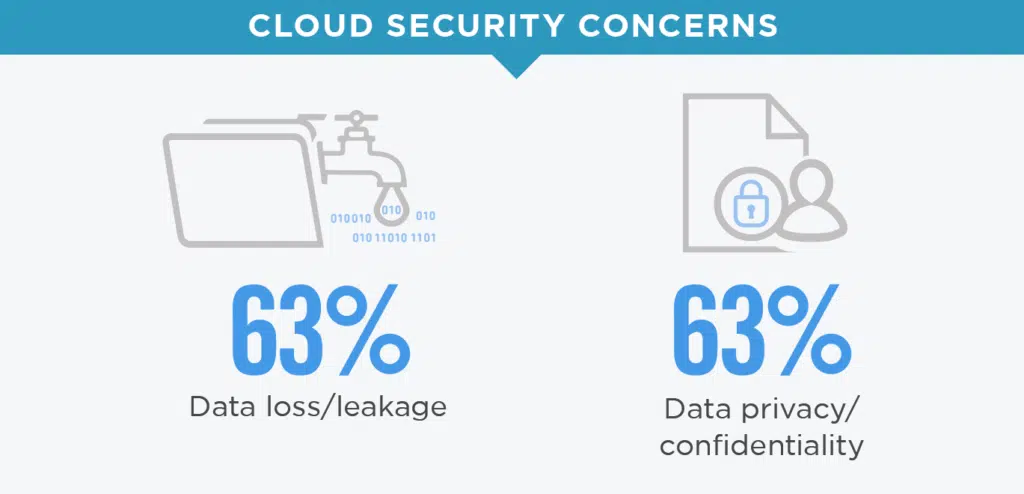 CLOUD SECURITY CONCERNS
010010 010 010
010 11010 1101
63%
Data loss/leakage
63%
Data privacy/
confidentiality